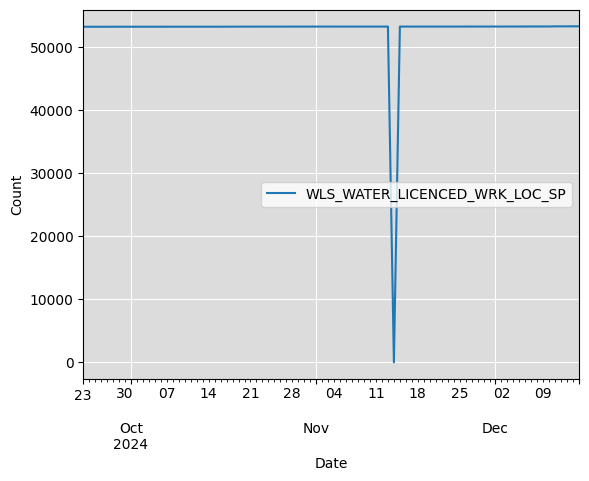 50000
40000
30000
20000
10000
0
Count
WLS_WATER_LICENCED_WRK_LOC_SP
23 30 07 14 21 28 04 11 18 25 02 09
Oct Nov Dec
2024
Date